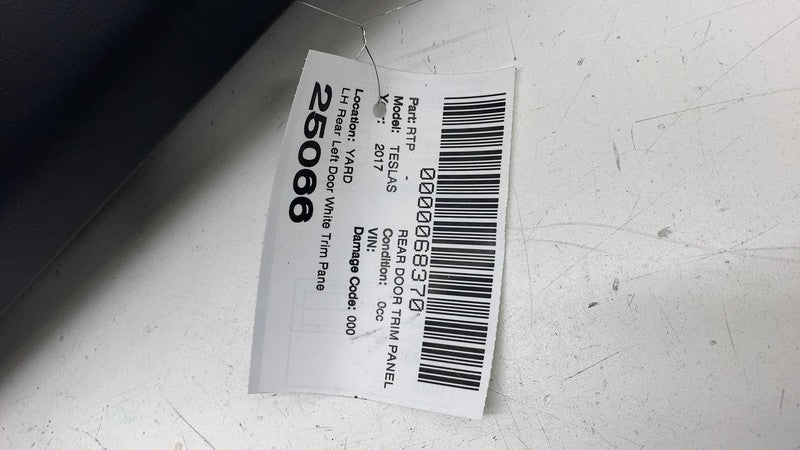 0000068370
Part: RTP - REAR DOOR TRIM PANEL
Model: TESLAS Condition: 0cc
2017 VIN:
Location: YARD Damage Code: 000
LH Rear Left Door White Trim Pane
25066